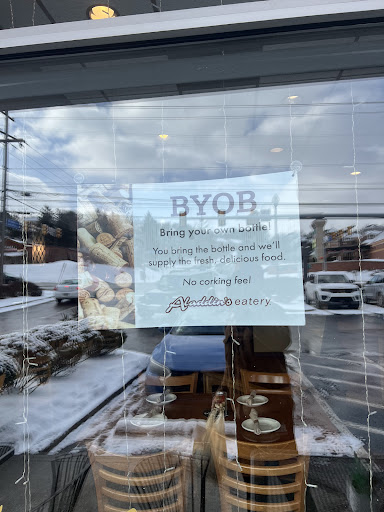 BYOB
Bring your own bottle!
You bring the bottle and we'll
supply the fresh, delicious food.
No corking fee!
Aladdin's eatery